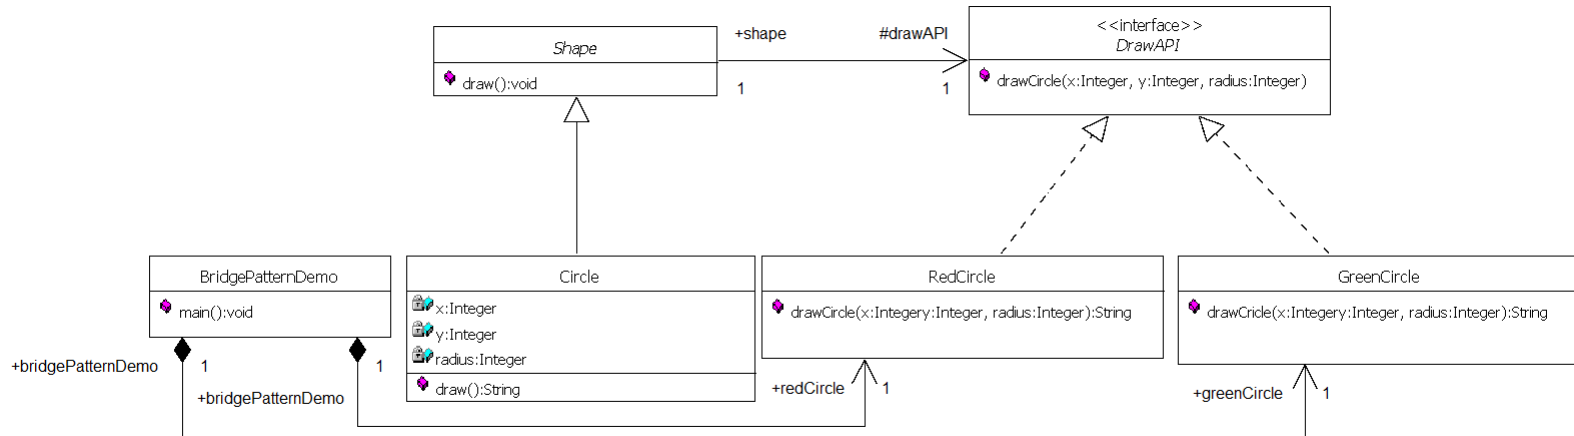 Shape
draw():void
+shape
#drawAPI
1
1
<<interface>>
DrawAPI
drawCircle(x:Integer, y:Integer, radius:Integer)
BridgePatternDemo
main():void
Circle
x:Integer
y:Integer
radius:Integer
draw():String
RedCircle
drawCircle(x:Integery:Integer, radius:Integer):String
GreenCircle
drawCricle(x:Integery:Integer, radius:Integer):String
+bridgePatternDemo
1
+bridgePatternDemo
1
+redCircle
1
+greenCircle
1